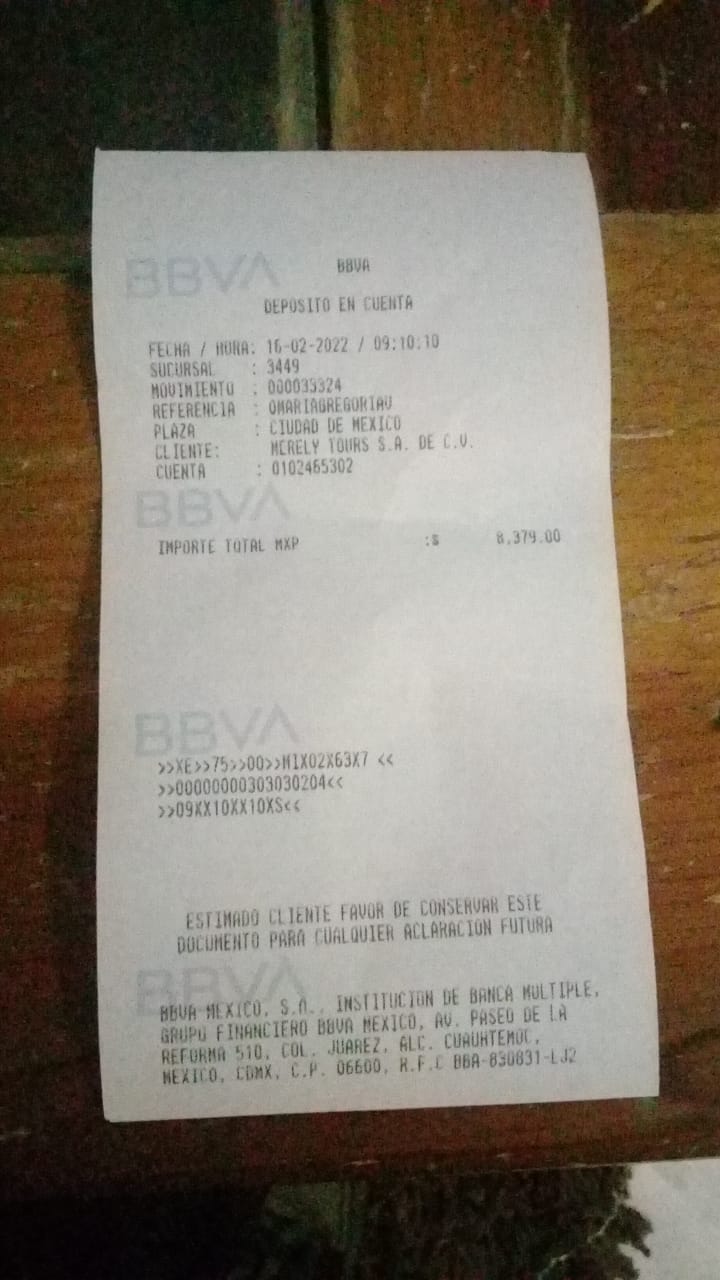 BBVA
BBVA
DEPOSITO EN CUENTA
FECHA / HORA: 16-02-2022 / 09:10:10
SUCURSAL : 3449
MOVIMIENTO : 000033324
REFERENCIA : OMARIAGREGORIAV
PLAZA : CIUDAD DE MEXICO
CLIENTE: MERELY TOURS S.A. DE C.V.
CUENTA : 0102465302
BBVA
IMPORTE TOTAL MXP :$ 8,379.00
BBVA
>>XE>>75>>00>>M1X02X63X7 <<
>>00000000303030204<<
>>09XX10XX10XS<<
ESTIMADO CLIENTE FAVOR DE CONSERVAR ESTE
DOCUMENTO PARA CUALQUIER ACLARACION FUTURA
BBVA
BBVA MEXICO, S.A., INSTITUCION DE BANCA MULTIPLE,
GRUPO FINANCIERO BBVA MEXICO, AV. PASEO DE LA
REFORMA 510, COL. JUAREZ, ALC. CUAUHTEMOC,
MEXICO, CDMX, C.P. 06600, R.F.C BBA-830831-LJ2